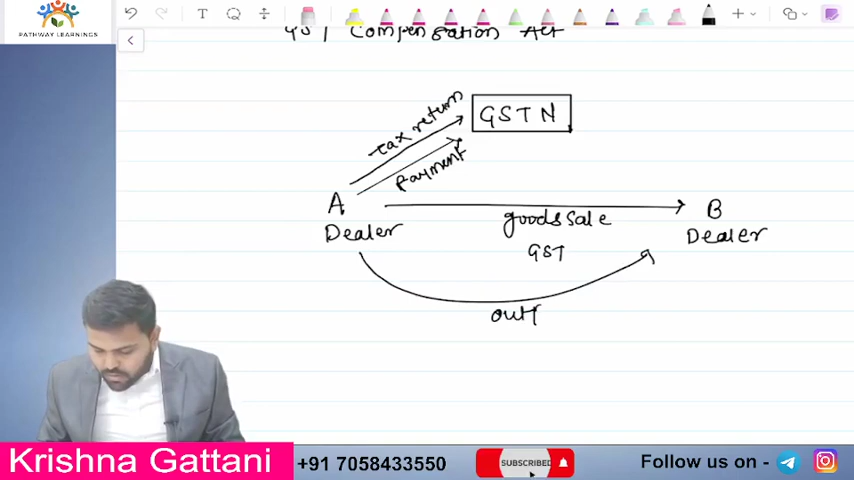 PATHWAY LEARNINGS
GST Compensation Act
tax return
GSTN
Payment
A
goods sale
B
Dealer
Dealer
GST
out
Krishna Gattani
+91 7058433550
SUBSCRIBED
Follow us on -